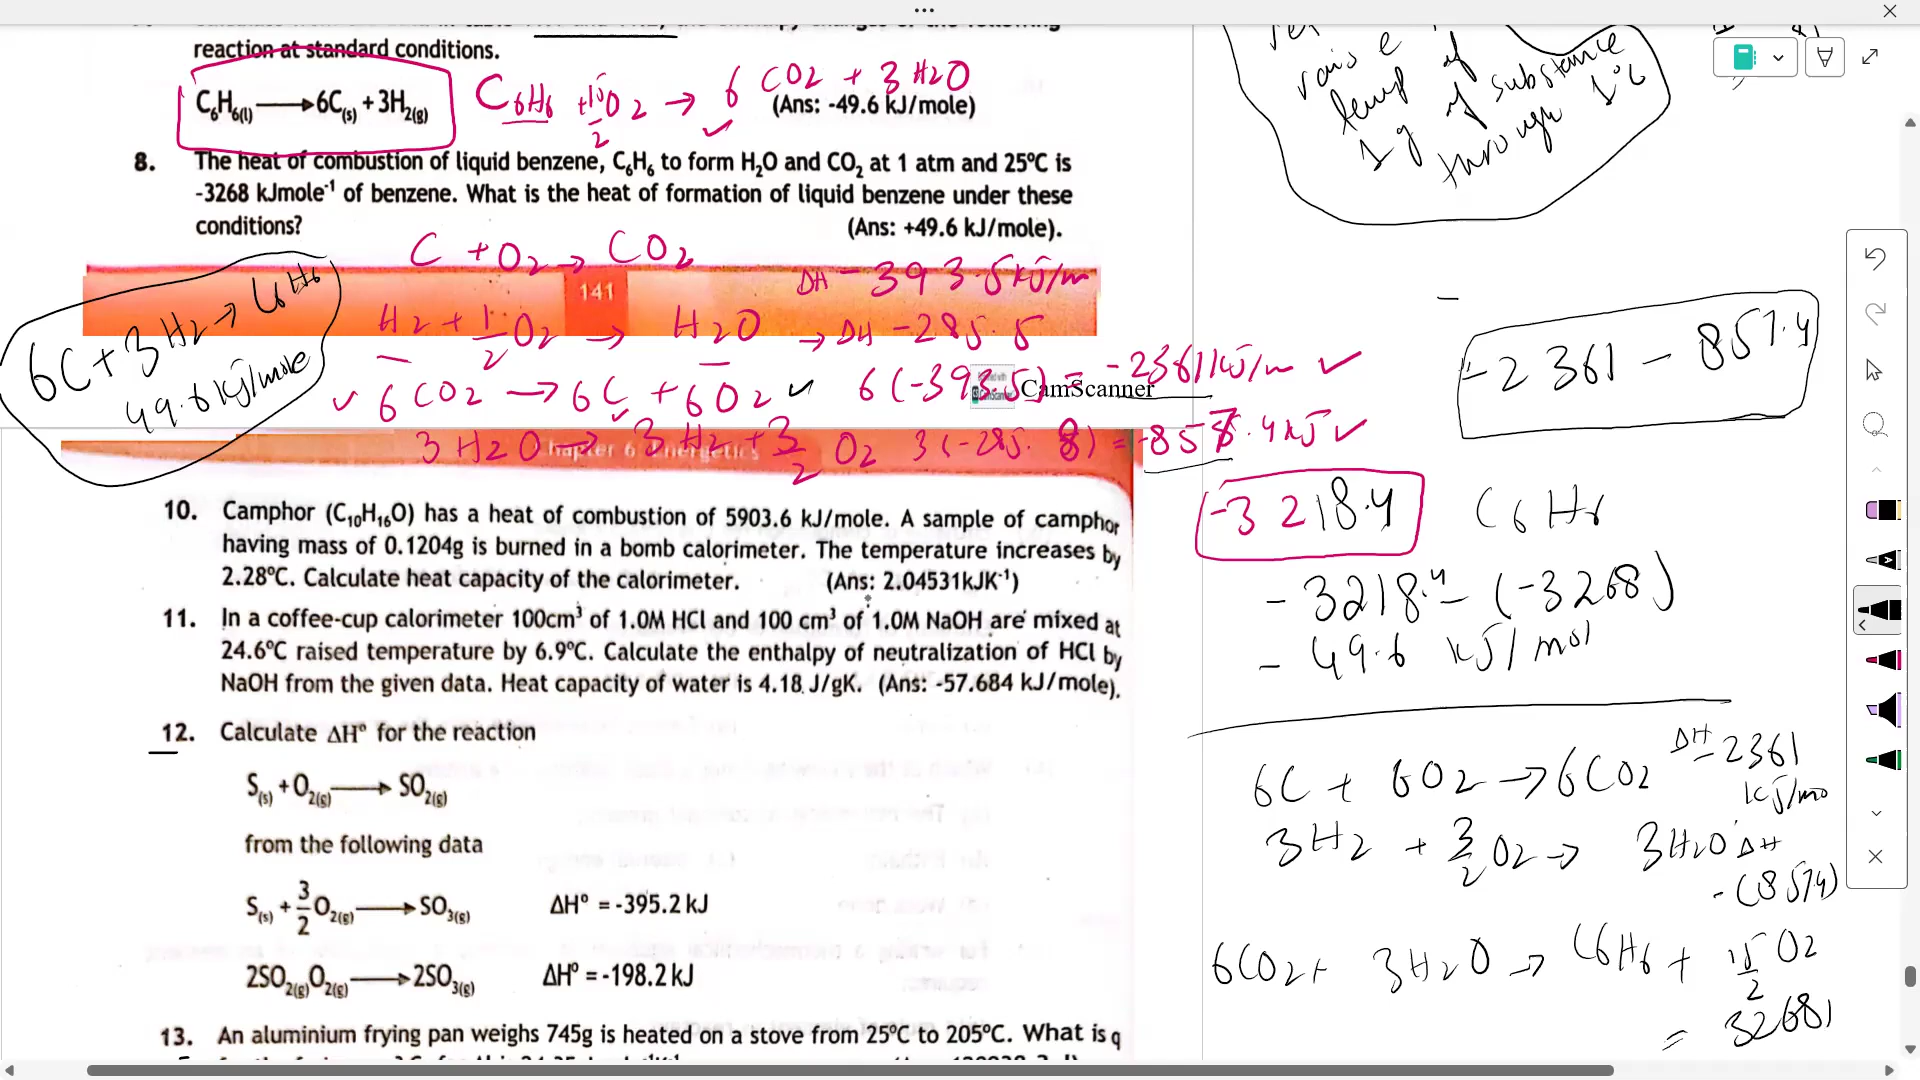 reaction at standard conditions.
C6H6(l) ⟶ 6C(s) + 3H2(g)
C6H6 + 15/2 O2 → 6 CO2 + 3 H2O
(Ans: -49.6 kJ/mole)
8. The heat of combustion of liquid benzene, C6H6 to form H2O and CO2 at 1 atm and 25°C is
-3268 kJmole-1 of benzene. What is the heat of formation of liquid benzene under these
conditions? (Ans: +49.6 kJ/mole).
C + O2 → CO2
ΔH - 393.5 kJ/m
141
H2 + 1/2 O2 → H2O → ΔH - 285.5
6C + 3H2 → C6H6
49.6 kJ/mole
6CO2 → 6C + 6O2 6(-393.5) = -2361 kJ/m
CamScanner
3H2O → 3H2 + 3/2 O2 3(-285.8) = -857.4 kJ
Chapter 6 Energetics
10. Camphor (C10H16O) has a heat of combustion of 5903.6 kJ/mole. A sample of camphor
having mass of 0.1204g is burned in a bomb calorimeter. The temperature increases by
2.28°C. Calculate heat capacity of the calorimeter. (Ans: 2.04531kJK-1)
11. In a coffee-cup calorimeter 100cm3 of 1.0M HCl and 100 cm3 of 1.0M NaOH are mixed at
24.6°C raised temperature by 6.9°C. Calculate the enthalpy of neutralization of HCl by
NaOH from the given data. Heat capacity of water is 4.18 J/gK. (Ans: -57.684 kJ/mole).
12. Calculate ΔH° for the reaction
S(s) + O2(g) ⟶ SO2(g)
from the following data
S(s) + 3/2 O2(g) ⟶ SO3(g) ΔH° = -395.2 kJ
2SO2(g)O2(g) ⟶ 2SO3(g) ΔH° = -198.2 kJ
13. An aluminium frying pan weighs 745g is heated on a stove from 25°C to 205°C. What is q
raise
temp of
1g of substance
through 1°C
-2361 - 857.4
-3218.4 C6H6
- 3218.4 - (-3268)
- 49.6 kJ/mol
6C + 6O2 → 6CO2 ΔH - 2361
kJ/mo
3H2 + 3/2 O2 → 3H2O ΔH
- (857.4)
6CO2 + 3H2O → C6H6 + 15/2 O2